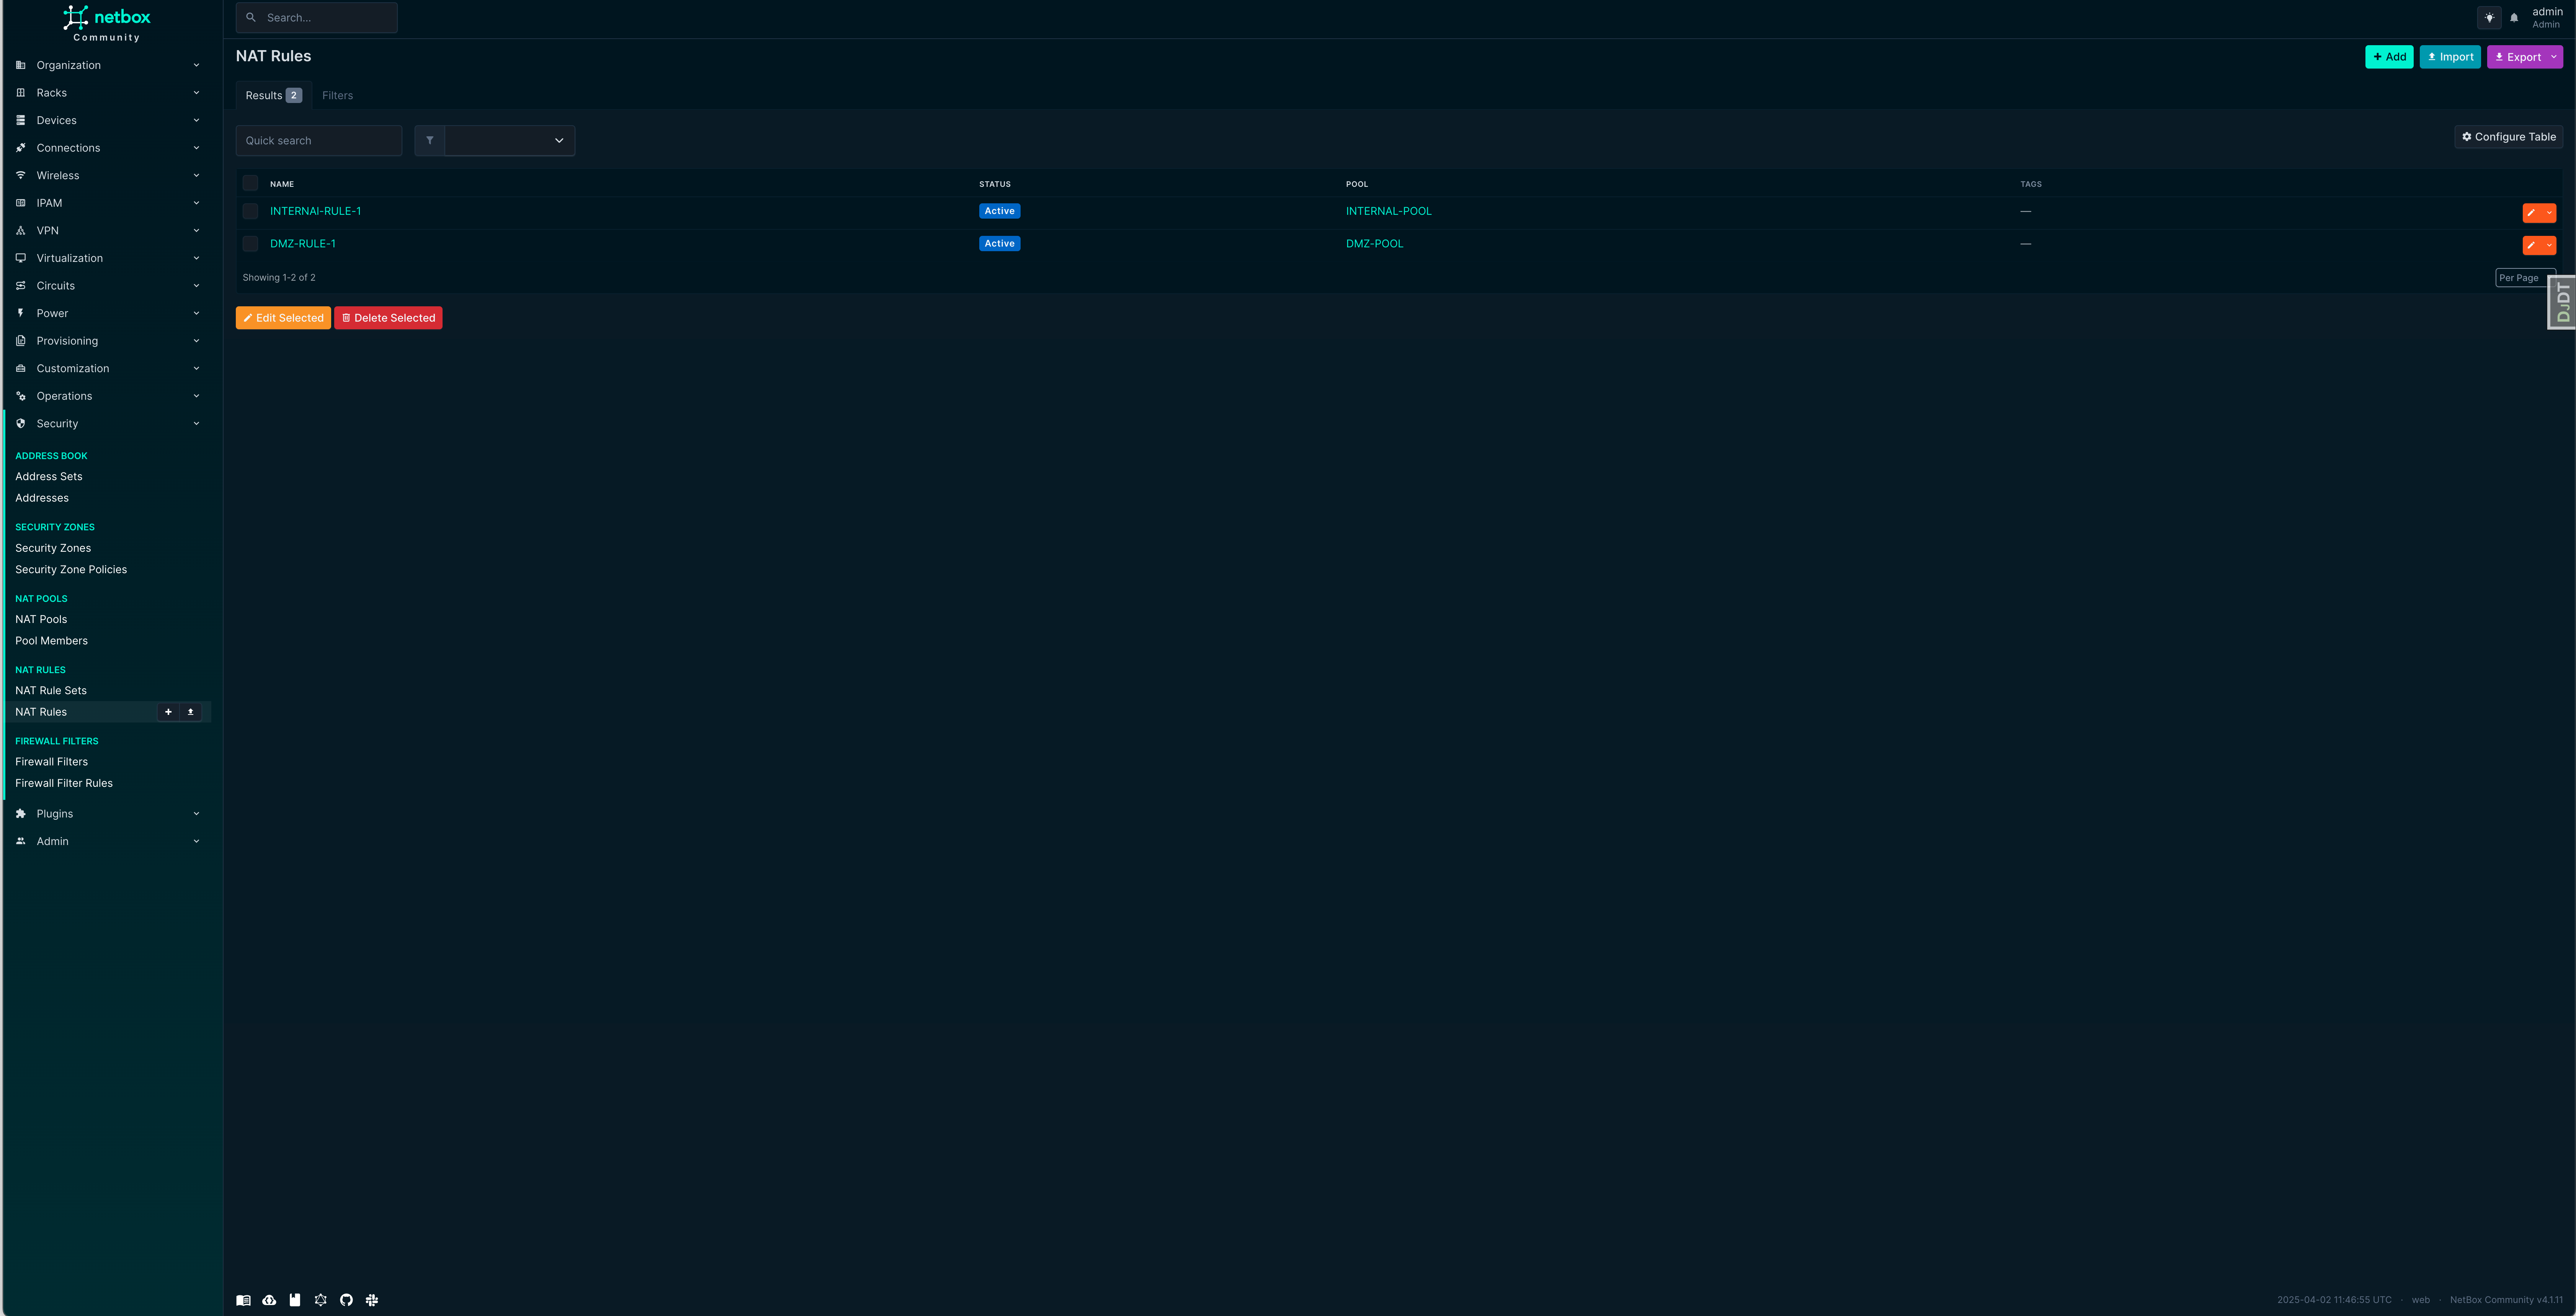 netbox
Community
Search...
admin
Admin
Organization
Racks
Devices
Connections
Wireless
IPAM
VPN
Virtualization
Circuits
Power
Provisioning
Customization
Operations
Security
ADDRESS BOOK
Address Sets
Addresses
SECURITY ZONES
Security Zones
Security Zone Policies
NAT POOLS
NAT Pools
Pool Members
NAT RULES
NAT Rule Sets
NAT Rules
FIREWALL FILTERS
Firewall Filters
Firewall Filter Rules
Plugins
Admin
NAT Rules
Add Import Export
Results 2 Filters
Quick search
Configure Table
NAME STATUS POOL TAGS
INTERNAl-RULE-1 Active INTERNAL-POOL —
DMZ-RULE-1 Active DMZ-POOL —
Showing 1-2 of 2
Per Page
DJDT
Edit Selected Delete Selected
2025-04-02 11:46:55 UTC · web · NetBox Community v4.1.11